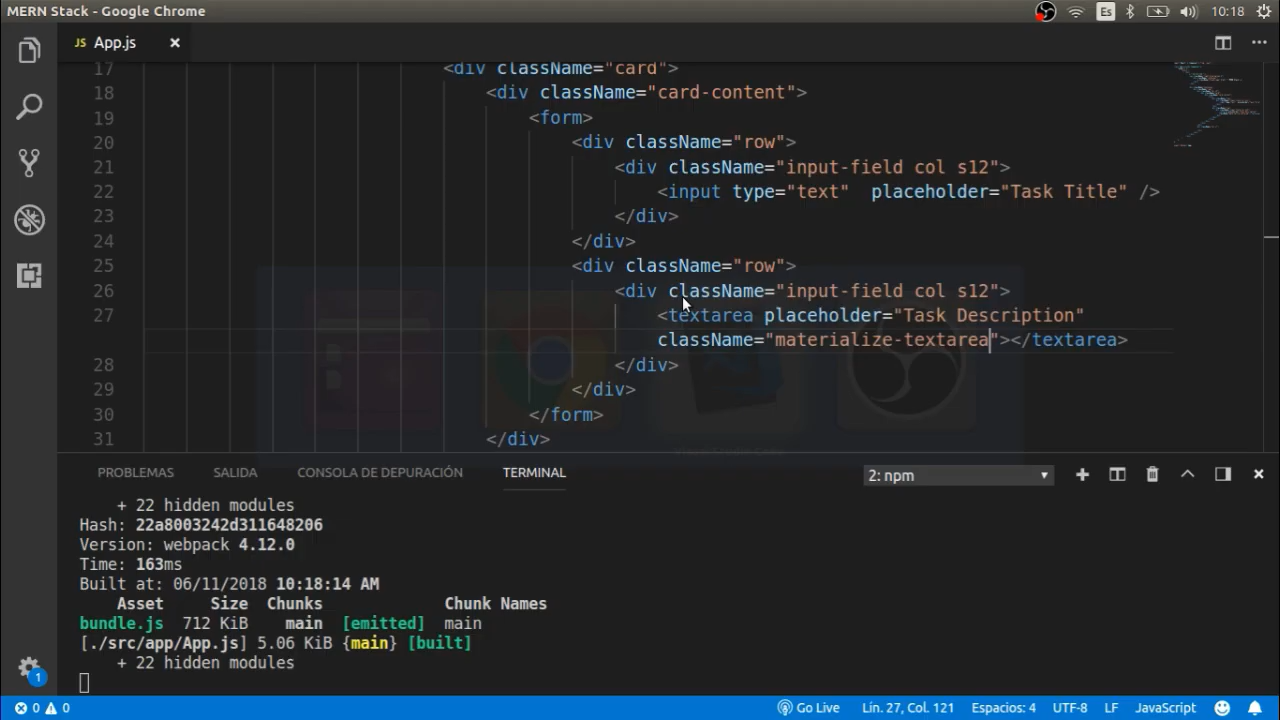 MERN Stack - Google Chrome
Es
10:18
JS App.js
17 <div className="card">
18 <div className="card-content">
19 <form>
20 <div className="row">
21 <div className="input-field col s12">
22 <input type="text"  placeholder="Task Title" />
23 </div>
24 </div>
25 <div className="row">
26 <div className="input-field col s12">
27 <textarea placeholder="Task Description"
className="materialize-textarea"></textarea>
28 </div>
29 </div>
30 </form>
31 </div>
PROBLEMAS SALIDA CONSOLA DE DEPURACIÓN TERMINAL 2: npm
+ 22 hidden modules
Hash: 22a8003242d311648206
Version: webpack 4.12.0
Time: 163ms
Built at: 06/11/2018 10:18:14 AM
Asset Size Chunks Chunk Names
bundle.js 712 KiB main [emitted] main
[./src/app/App.js] 5.06 KiB {main} [built]
+ 22 hidden modules
1
0 0 Go Live Lín. 27, Col. 121 Espacios: 4 UTF-8 LF JavaScript